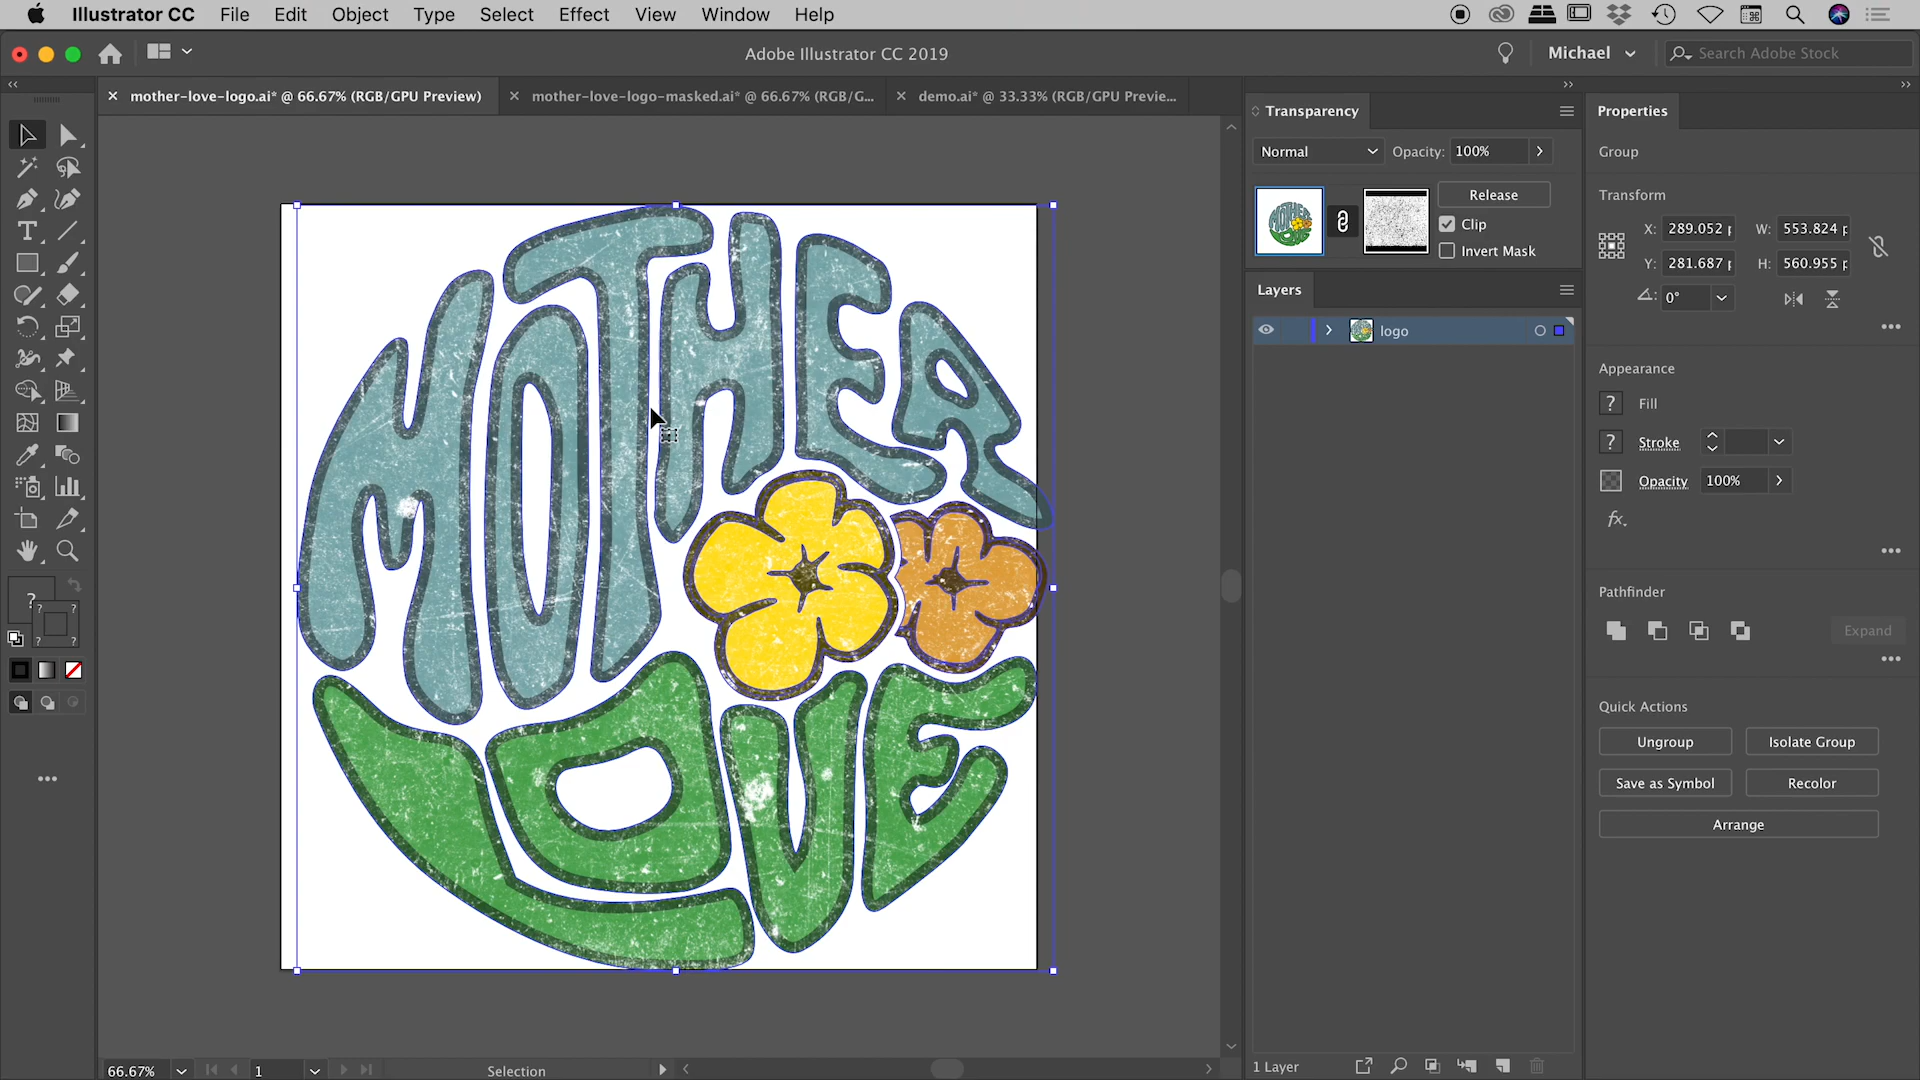 Illustrator CC File Edit Object Type Select Effect View Window Help
Adobe Illustrator CC 2019
Michael
Search Adobe Stock
mother-love-logo.ai* @ 66.67% (RGB/GPU Preview)
mother-love-logo-masked.ai* @ 66.67% (RGB/G...
demo.ai* @ 33.33% (RGB/GPU Previe...
Transparency
Normal
Opacity: 100%
Release
Clip
Invert Mask
Layers
logo
1 Layer
Properties
Group
Transform
X: 289.052 W: 553.824
Y: 281.687 H: 560.955
0°
Appearance
? Fill
? Stroke
Opacity 100%
fx
Pathfinder
Expand
Quick Actions
Ungroup Isolate Group
Save as Symbol Recolor
Arrange
MOTHER
LOVE
66.67% 1 Selection